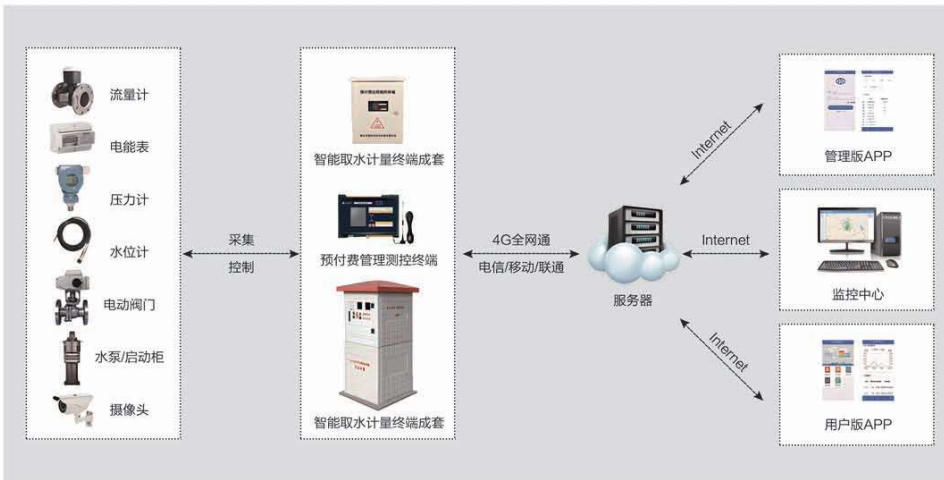 流量计
电能表
压力计
水位计
电动阀门
水泵/启动柜
摄像头
采集
控制
智能取水计量终端成套
预付费管理测控终端
智能取水计量终端成套
4G全网通
电信/移动/联通
服务器
Internet
管理版APP
Internet
监控中心
Internet
用户版APP